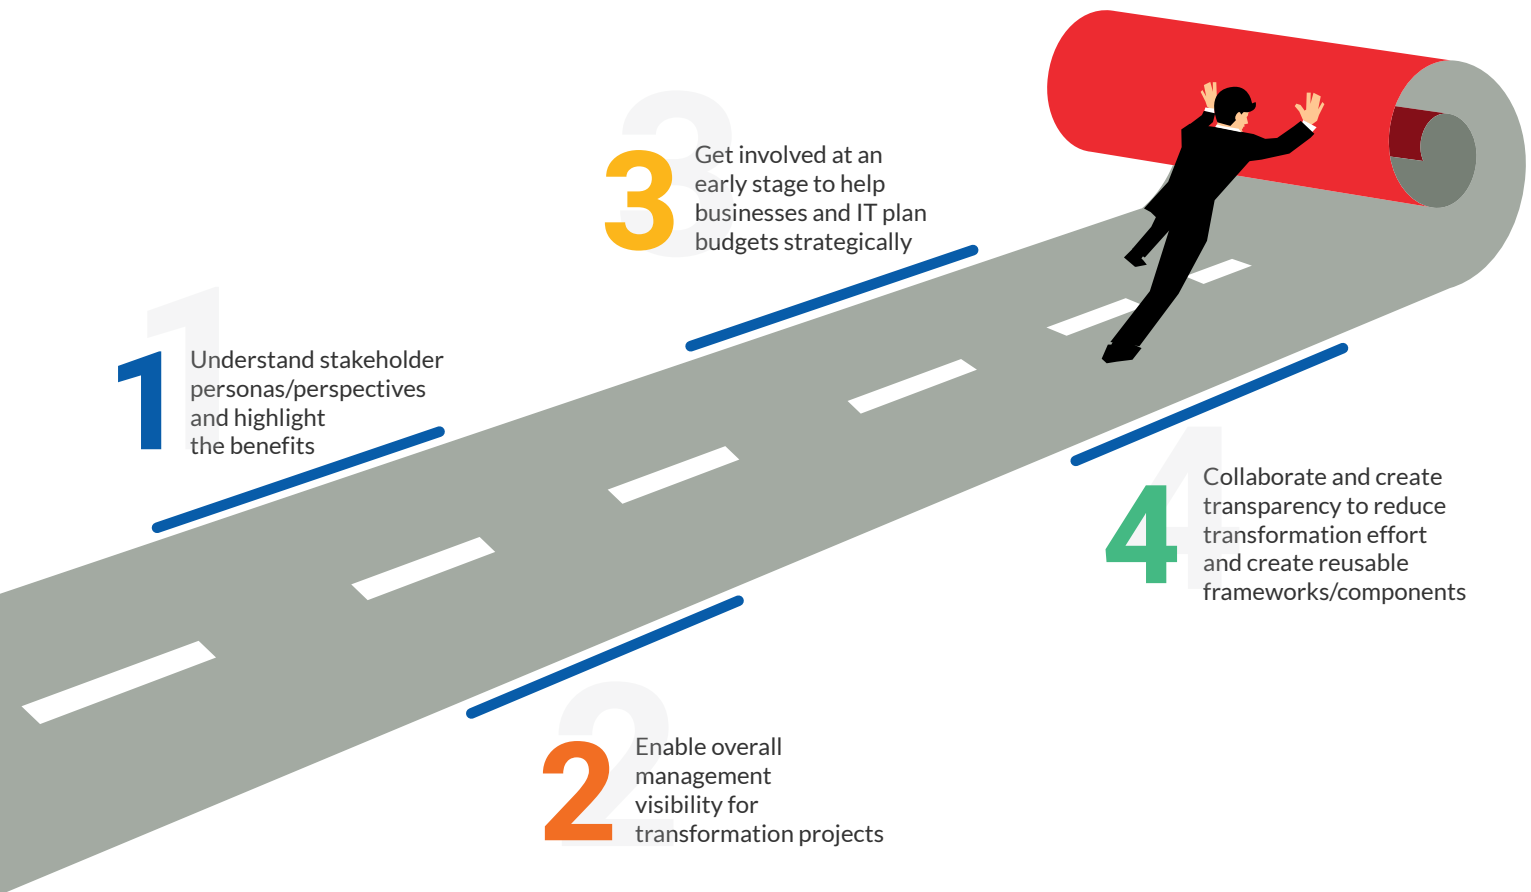 1
Understand stakeholder
personas/perspectives
and highlight
the benefits
2
Enable overall
management
visibility for
transformation projects
3
Get involved at an
early stage to help
businesses and IT plan
budgets strategically
4
Collaborate and create
transparency to reduce
transformation effort
and create reusable
frameworks/components